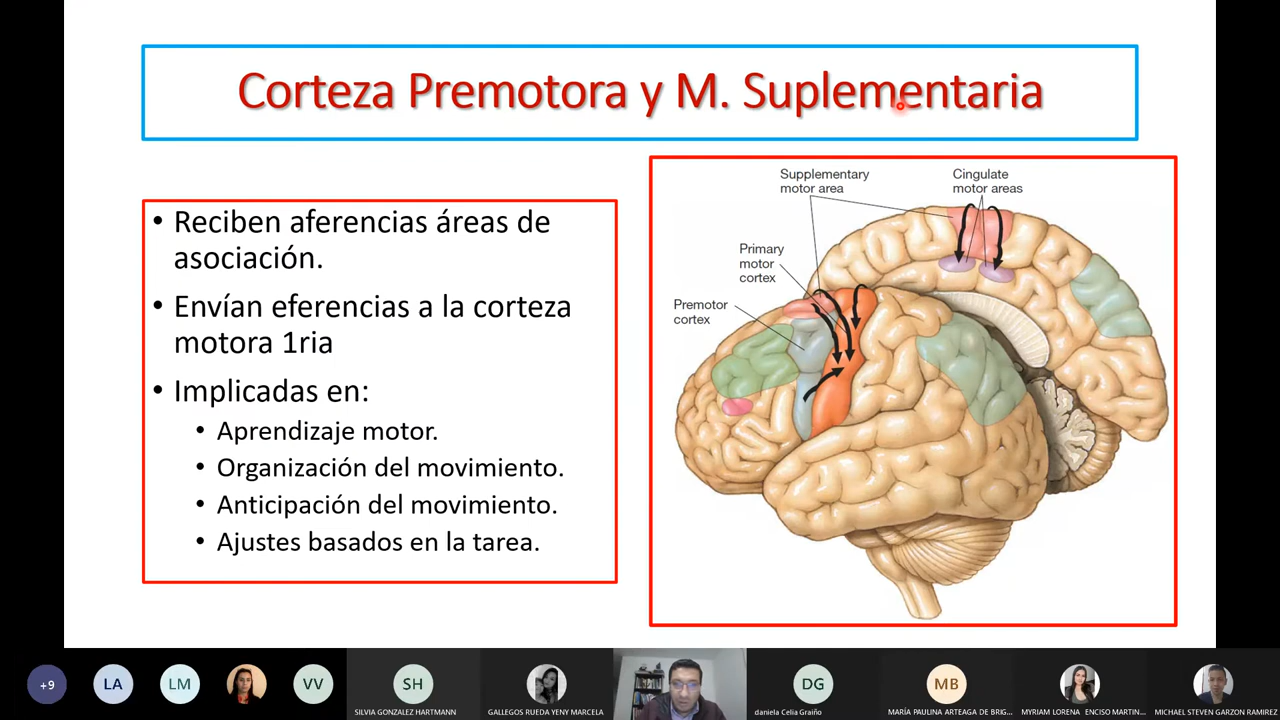 Corteza Premotora y M. Suplementaria
• Reciben aferencias áreas de
asociación.
• Envían eferencias a la corteza
motora 1ria
• Implicadas en:
• Aprendizaje motor.
• Organización del movimiento.
• Anticipación del movimiento.
• Ajustes basados en la tarea.
Supplementary
motor area
Cingulate
motor areas
Primary
motor
cortex
Premotor
cortex
+9
LA
LM
VV
SH
SILVIA GONZALEZ HARTMANN
GALLEGOS RUEDA YENY MARCELA
DG
daniela Celia Graiño
MB
MARÍA PAULINA ARTEAGA DE BRIG...
MYRIAM LORENA ENCISO MARTIN...
MICHAEL STEVEN GARZON RAMIREZ